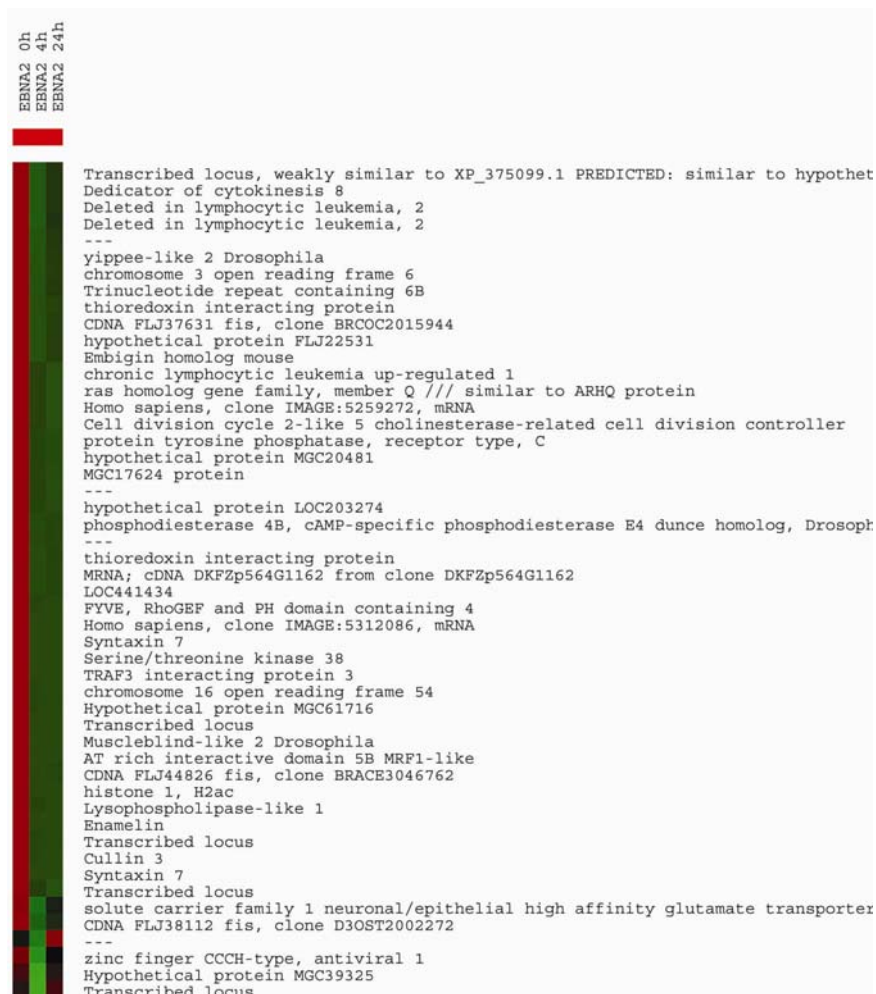 EBNA2 0h
EBNA2 4h
EBNA2 24h
Transcribed locus, weakly similar to XP_375099.1 PREDICTED: similar to hypothet
Dedicator of cytokinesis 8
Deleted in lymphocytic leukemia, 2
Deleted in lymphocytic leukemia, 2
---
yippee-like 2 Drosophila
chromosome 3 open reading frame 6
Trinucleotide repeat containing 6B
thioredoxin interacting protein
CDNA FLJ37631 fis, clone BRCOC2015944
hypothetical protein FLJ22531
Embigin homolog mouse
chronic lymphocytic leukemia up-regulated 1
ras homolog gene family, member Q /// similar to ARHQ protein
Homo sapiens, clone IMAGE:5259272, mRNA
Cell division cycle 2-like 5 cholinesterase-related cell division controller
protein tyrosine phosphatase, receptor type, C
hypothetical protein MGC20481
MGC17624 protein
---
hypothetical protein LOC203274
phosphodiesterase 4B, cAMP-specific phosphodiesterase E4 dunce homolog, Drosoph
---
thioredoxin interacting protein
MRNA; cDNA DKFZp564G1162 from clone DKFZp564G1162
LOC441434
FYVE, RhoGEF and PH domain containing 4
Homo sapiens, clone IMAGE:5312086, mRNA
Syntaxin 7
Serine/threonine kinase 38
TRAF3 interacting protein 3
chromosome 16 open reading frame 54
Hypothetical protein MGC61716
Transcribed locus
Muscleblind-like 2 Drosophila
AT rich interactive domain 5B MRF1-like
CDNA FLJ44826 fis, clone BRACE3046762
histone 1, H2ac
Lysophospholipase-like 1
Enamelin
Transcribed locus
Cullin 3
Syntaxin 7
Transcribed locus
solute carrier family 1 neuronal/epithelial high affinity glutamate transporter
CDNA FLJ38112 fis, clone D3OST2002272
---
zinc finger CCCH-type, antiviral 1
Hypothetical protein MGC39325
Transcribed locus